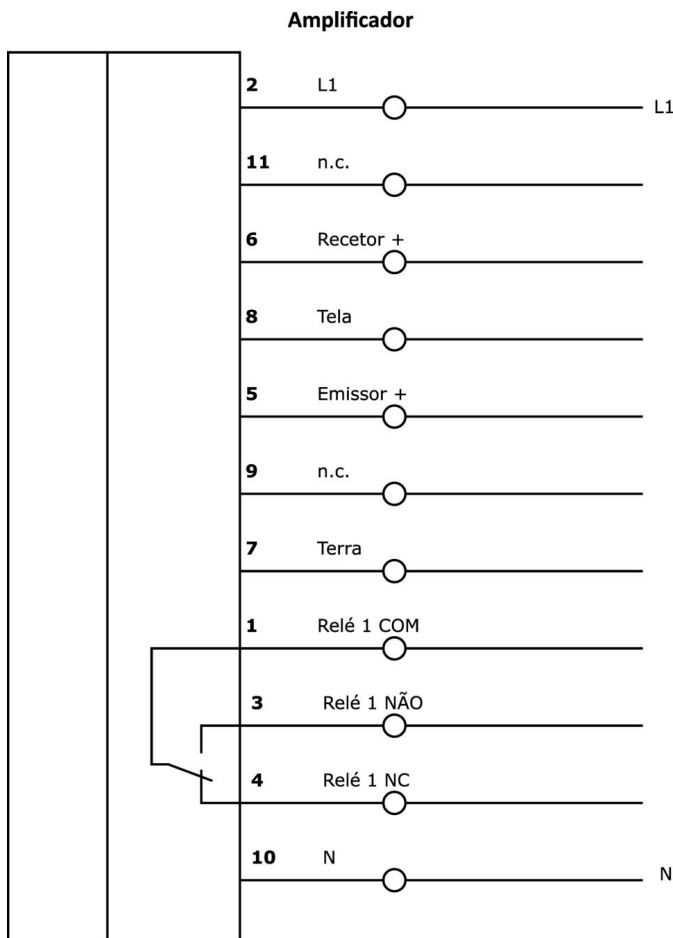 Amplificador
2 L1
L1
11 n.c.
6 Recetor +
8 Tela
5 Emissor +
9 n.c.
7 Terra
1 Relé 1 COM
3 Relé 1 NÃO
4 Relé 1 NC
10 N
N